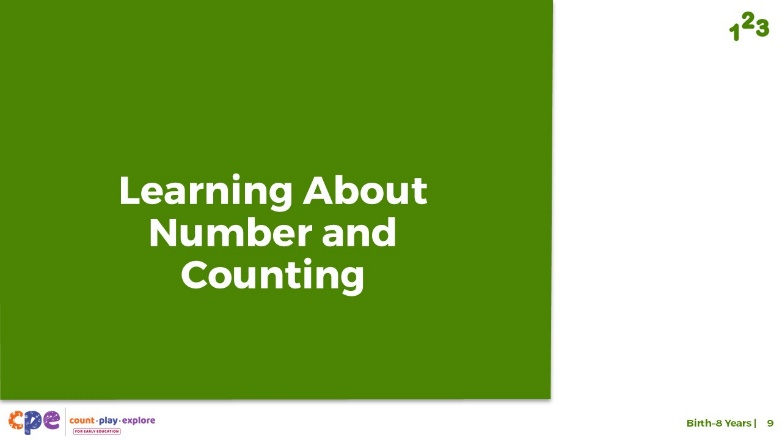 123
Learning About
Number and
Counting
cpe
count·play·explore
FOR EARLY EDUCATION
Birth–8 Years | 9